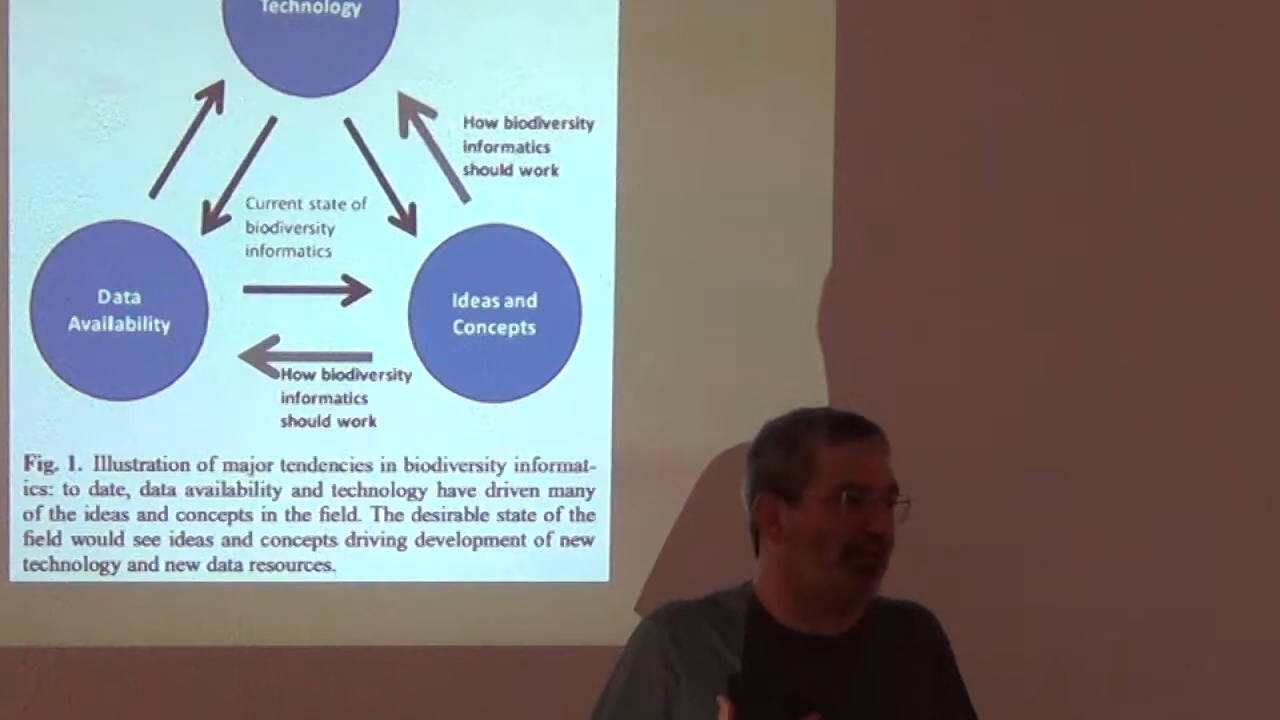 Technology
How biodiversity
informatics
should work
Current state of
biodiversity
informatics
Data
Availability
Ideas and
Concepts
How biodiversity
informatics
should work
Fig. 1. Illustration of major tendencies in biodiversity informat-
ics: to date, data availability and technology have driven many
of the ideas and concepts in the field. The desirable state of the
field would see ideas and concepts driving development of new
technology and new data resources.